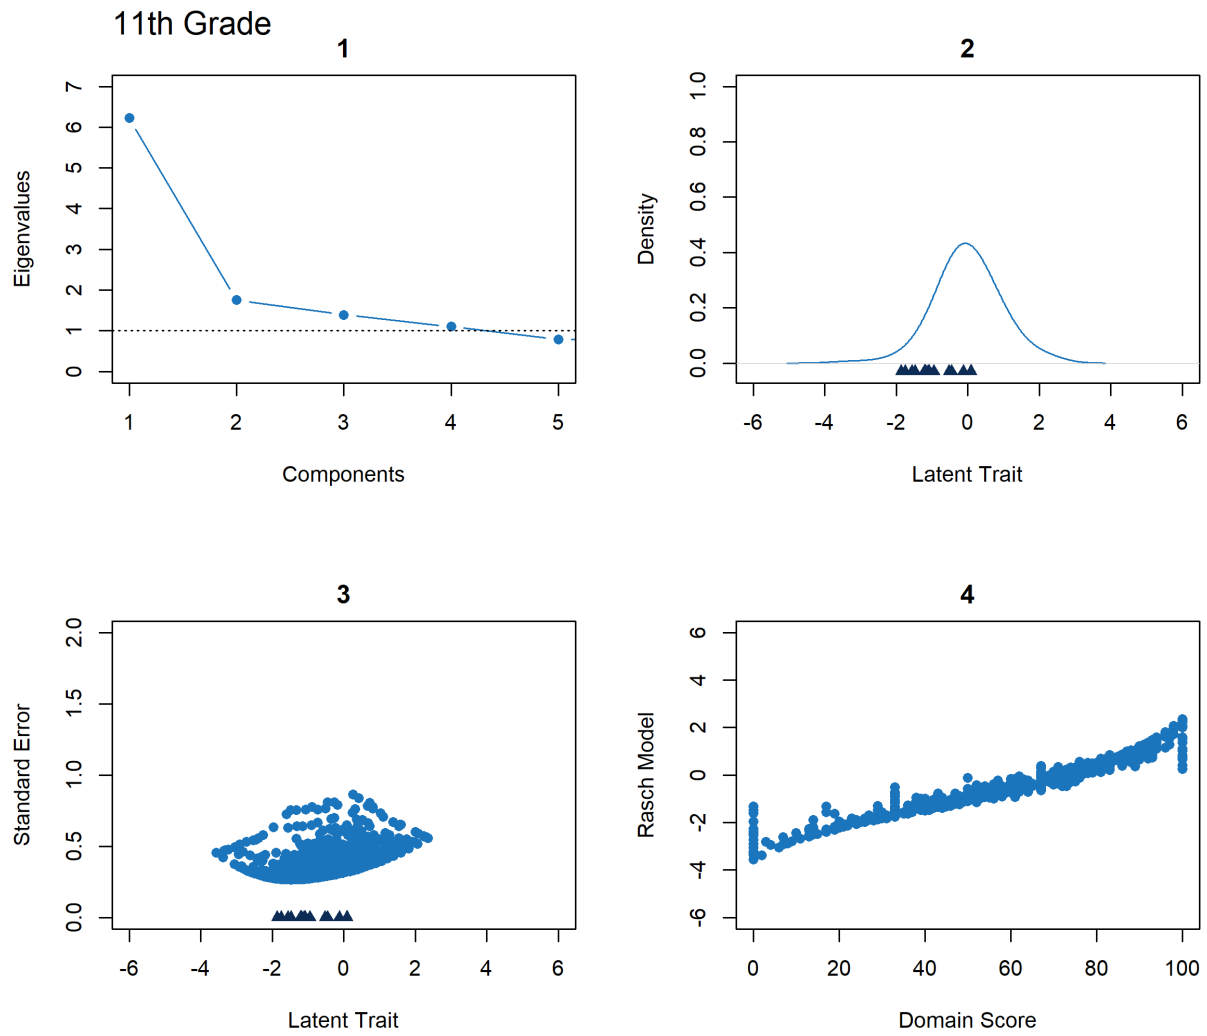 11th Grade
1
7
6
5
4
3
2
1
0
Eigenvalues
1 2 3 4 5
Components
2
1.0
0.8
0.6
0.4
0.2
0.0
Density
-6 -4 -2 0 2 4 6
Latent Trait
3
2.0
1.5
1.0
0.5
0.0
Standard Error
-6 -4 -2 0 2 4 6
Latent Trait
4
6
4
2
0
-2
-4
-6
Rasch Model
0 20 40 60 80 100
Domain Score